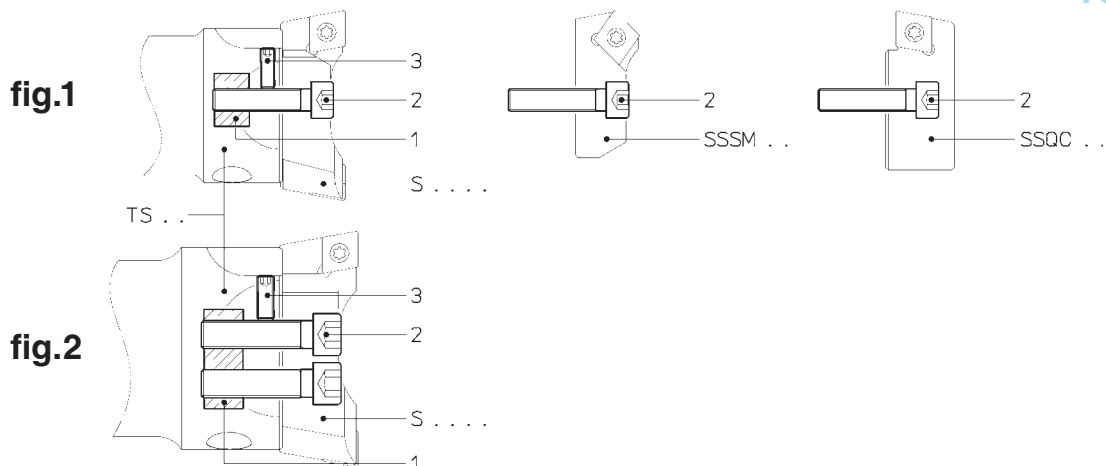 fig.1
3
2
1
S . . . .
TS . .
2
SSSM . .
2
SSQC . .
fig.2
3
2
S . . . .
1